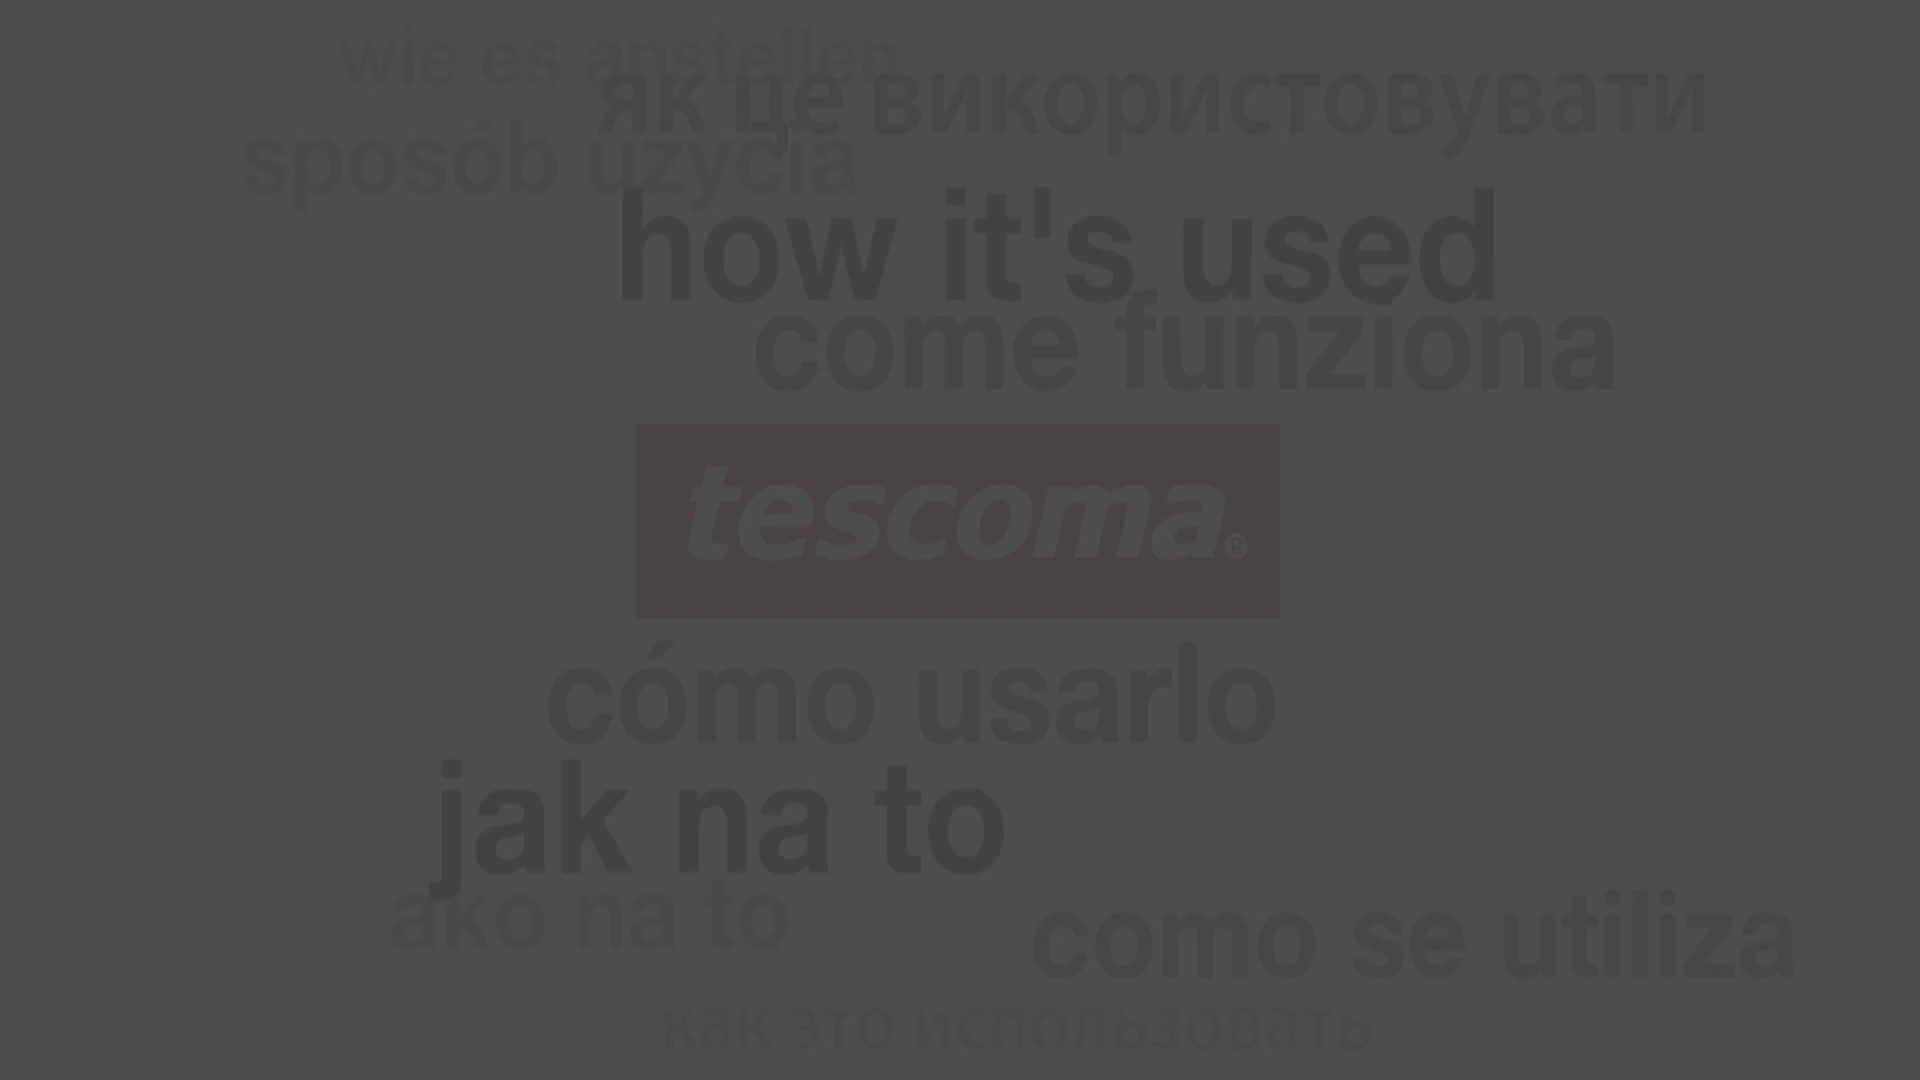 wie es anstellen
як це використовувати
sposób uzycia
how it's used
come funziona
tescoma®
cómo usarlo
jak na to
ako na to
como se utiliza
как это использовать